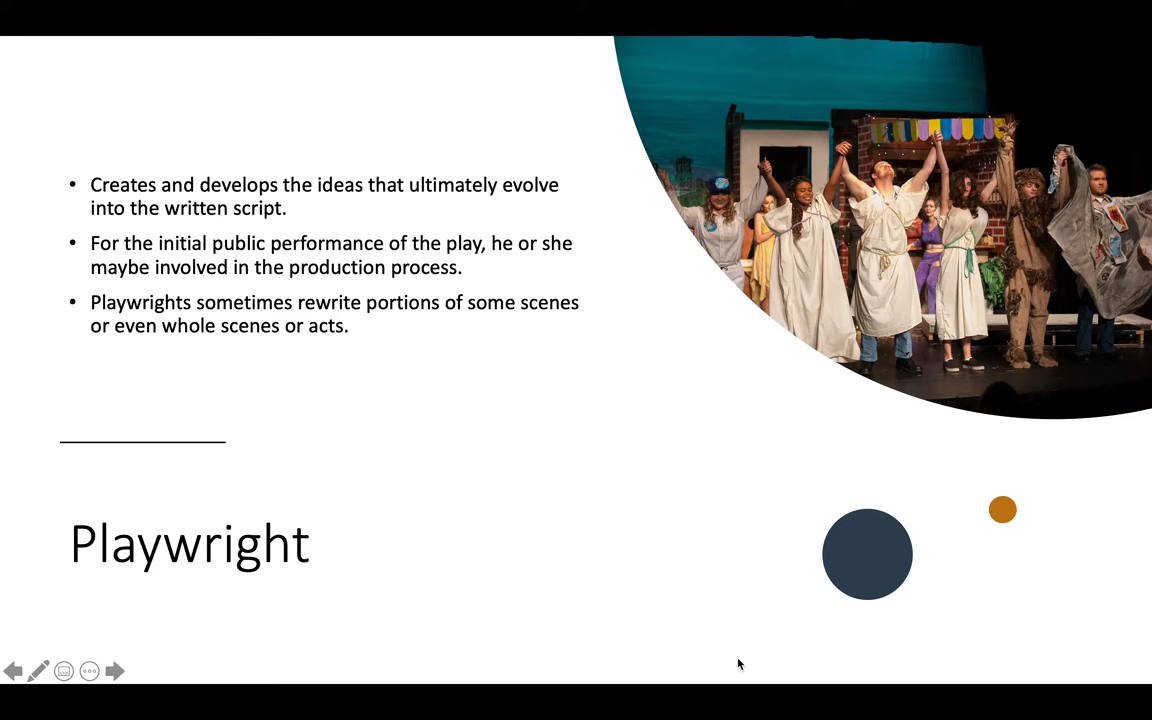 • Creates and develops the ideas that ultimately evolve
into the written script.
• For the initial public performance of the play, he or she
maybe involved in the production process.
• Playwrights sometimes rewrite portions of some scenes
or even whole scenes or acts.
Playwright